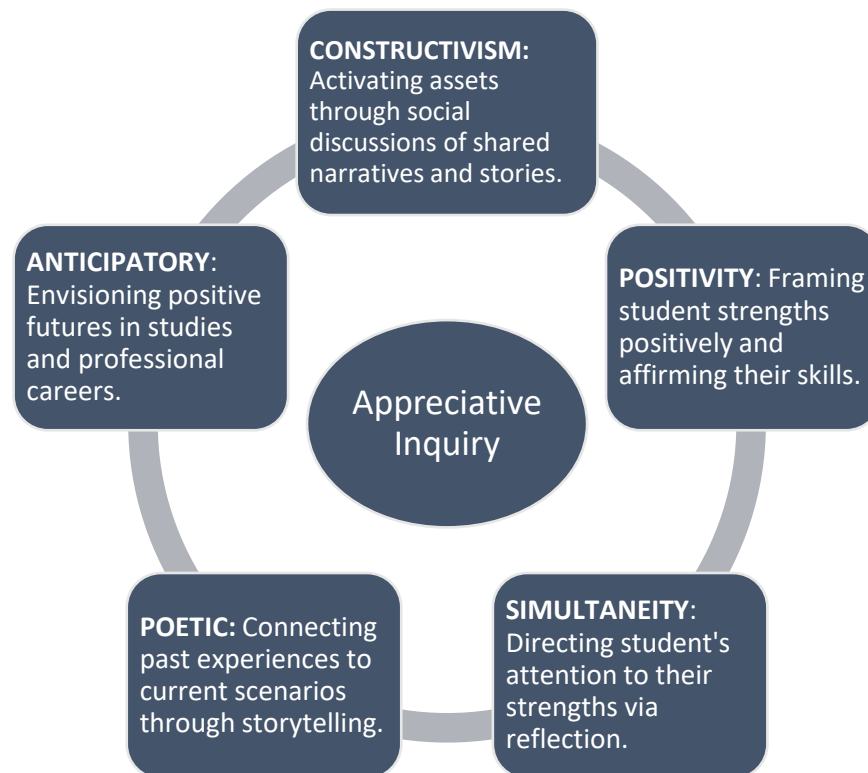 CONSTRUCTIVISM:
Activating assets
through social
discussions of shared
narratives and stories.
POSITIVITY: Framing
student strengths
positively and
affirming their skills.
SIMULTANEITY:
Directing student's
attention to their
strengths via
reflection.
POETIC: Connecting
past experiences to
current scenarios
through storytelling.
ANTICIPATORY:
Envisioning positive
futures in studies
and professional
careers.
Appreciative
Inquiry